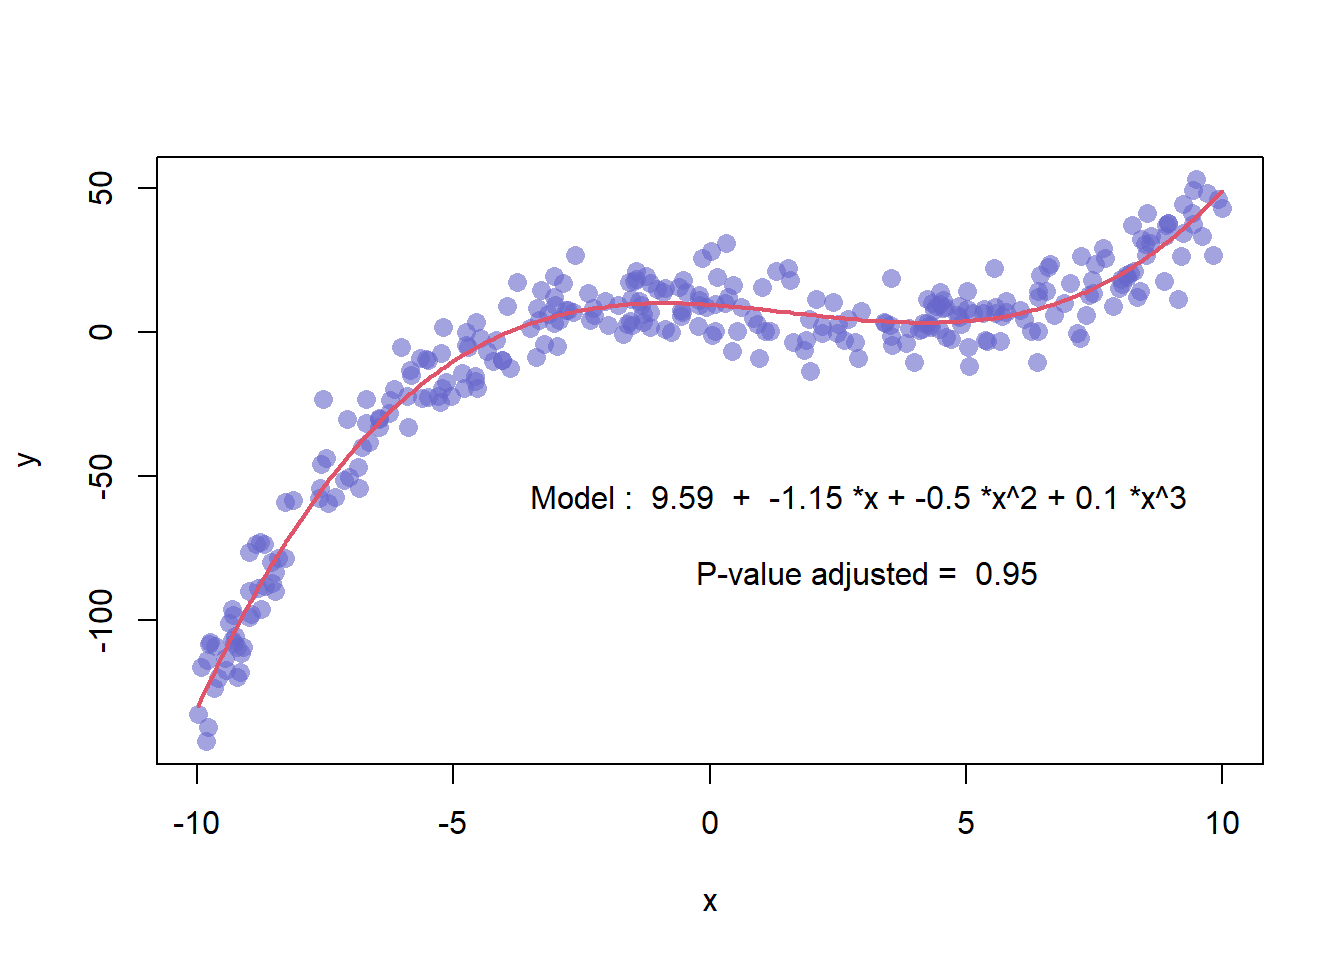 50
0
-50
-100
y
Model :  9.59  +  -1.15 *x + -0.5 *x^2 + 0.1 *x^3
P-value adjusted =  0.95
-10 -5 0 5 10
x